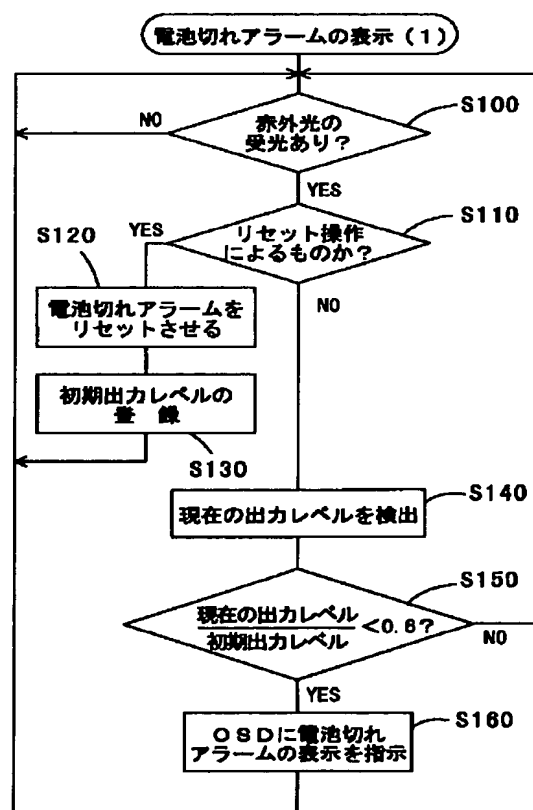 電池切れアラームの表示(1)
赤外光の
受光あり?
S100
NO
YES
リセット操作
によるものか?
S110
YES
NO
S120
電池切れアラームを
リセットさせる
初期出力レベルの
登 録
S130
現在の出力レベルを検出
S140
現在の出力レベル
初期出力レベル
<0.6?
S150
NO
YES
OSDに電池切れ
アラームの表示を指示
S160